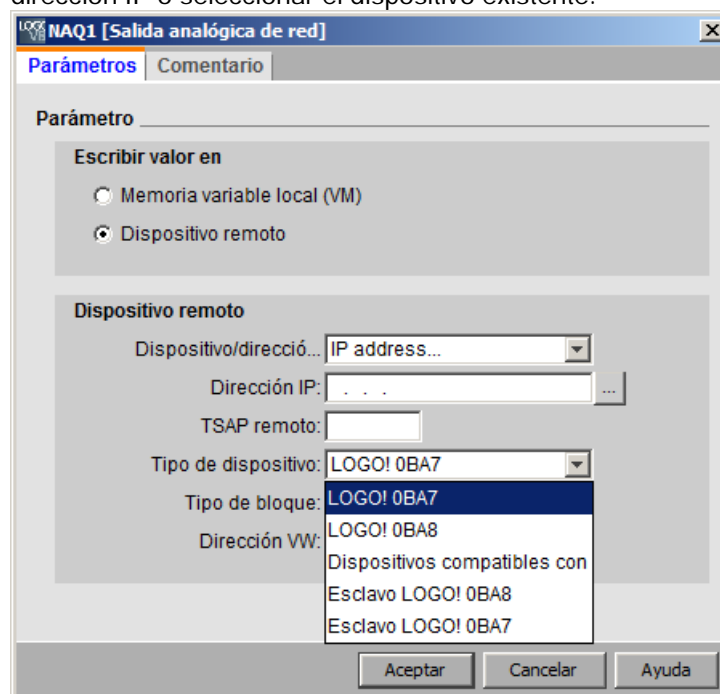 dirección IP o seleccionar el dispositivo existente.
NAQ1 [Salida analógica de red]
Parámetros Comentario
Parámetro
Escribir valor en
Memoria variable local (VM)
Dispositivo remoto
Dispositivo remoto
Dispositivo/direcció... IP address...
Dirección IP: . . . ...
TSAP remoto:
Tipo de dispositivo: LOGO! 0BA7
Tipo de bloque: LOGO! 0BA7
LOGO! 0BA8
Dirección VW:
Dispositivos compatibles con
Esclavo LOGO! 0BA8
Esclavo LOGO! 0BA7
Aceptar Cancelar Ayuda